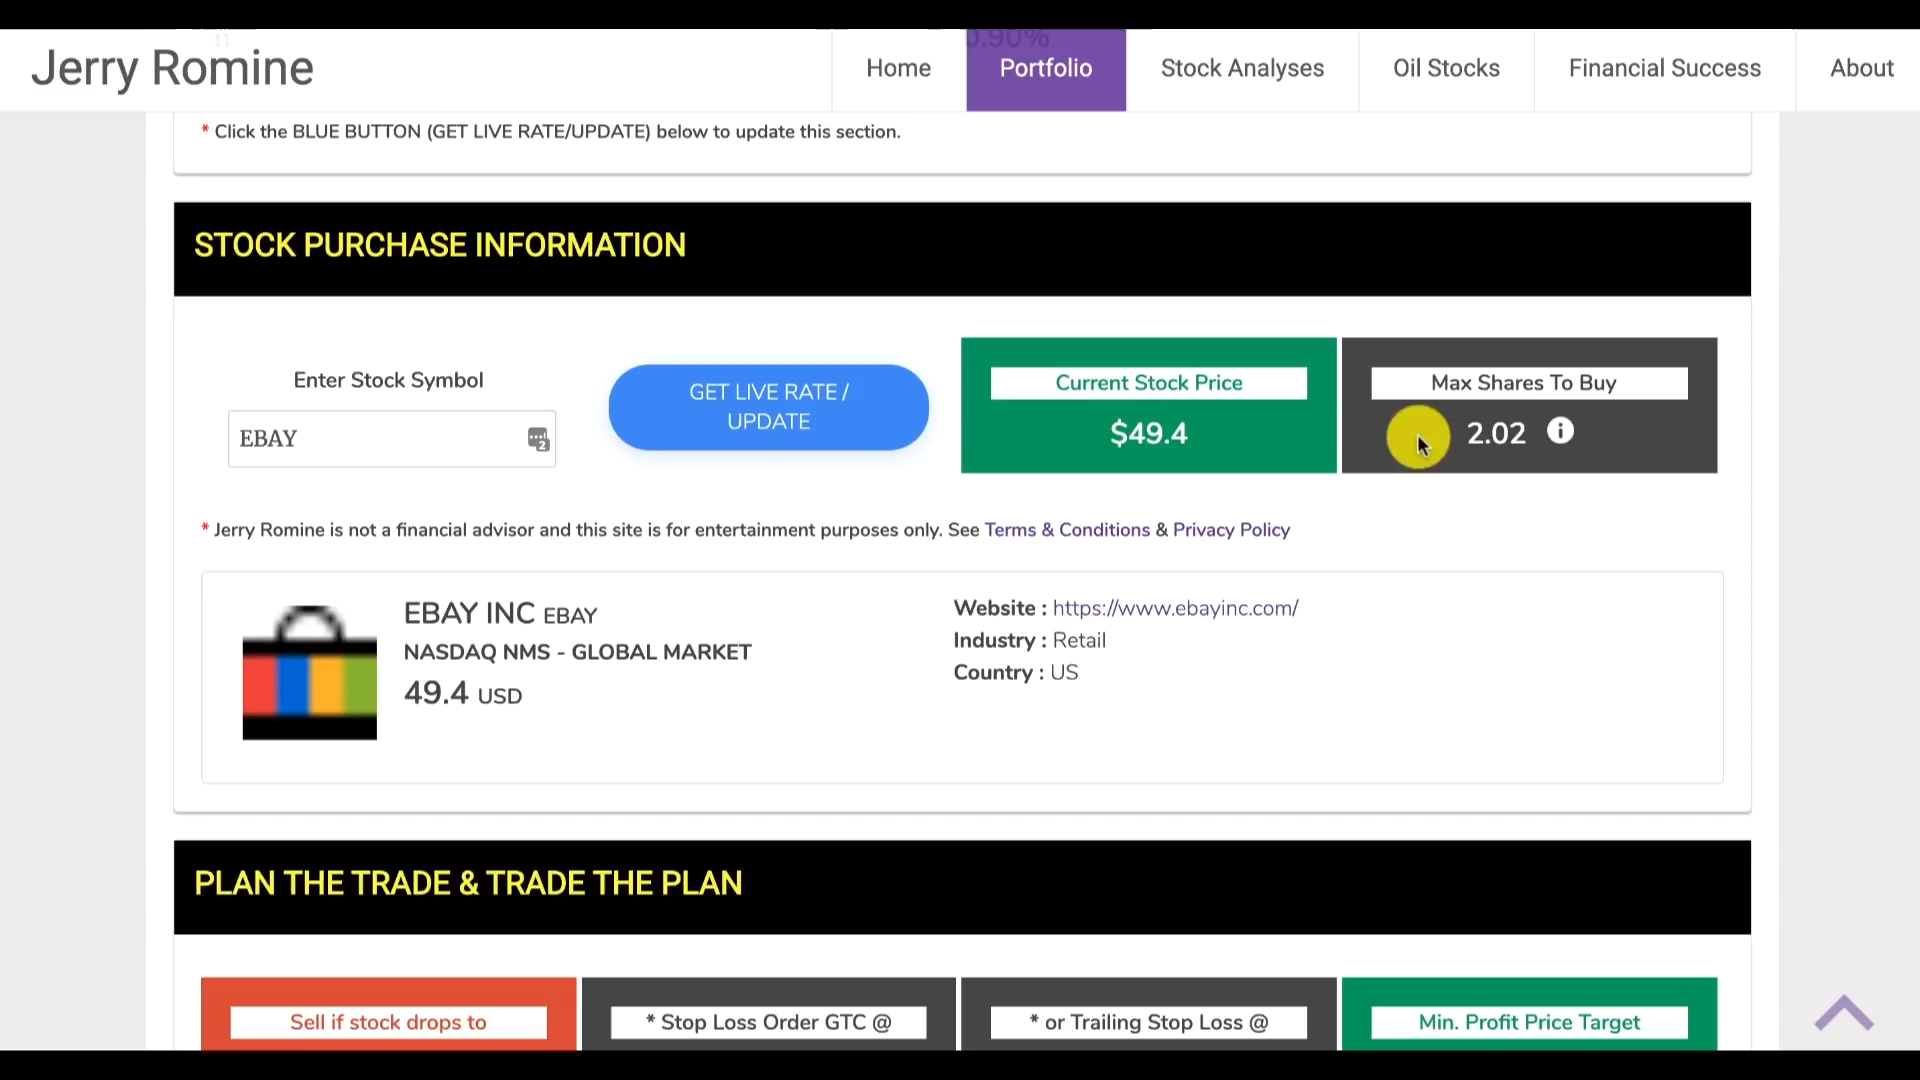 11
0.90%
Jerry Romine
Home
Portfolio
Stock Analyses
Oil Stocks
Financial Success
About
* Click the BLUE BUTTON (GET LIVE RATE/UPDATE) below to update this section.
STOCK PURCHASE INFORMATION
Enter Stock Symbol
EBAY
2
GET LIVE RATE /
UPDATE
Current Stock Price
$49.4
Max Shares To Buy
2.02
* Jerry Romine is not a financial advisor and this site is for entertainment purposes only. See Terms & Conditions & Privacy Policy
EBAY INC EBAY
NASDAQ NMS - GLOBAL MARKET
49.4 USD
Website : https://www.ebayinc.com/
Industry : Retail
Country : US
PLAN THE TRADE & TRADE THE PLAN
Sell if stock drops to
* Stop Loss Order GTC @
* or Trailing Stop Loss @
Min. Profit Price Target